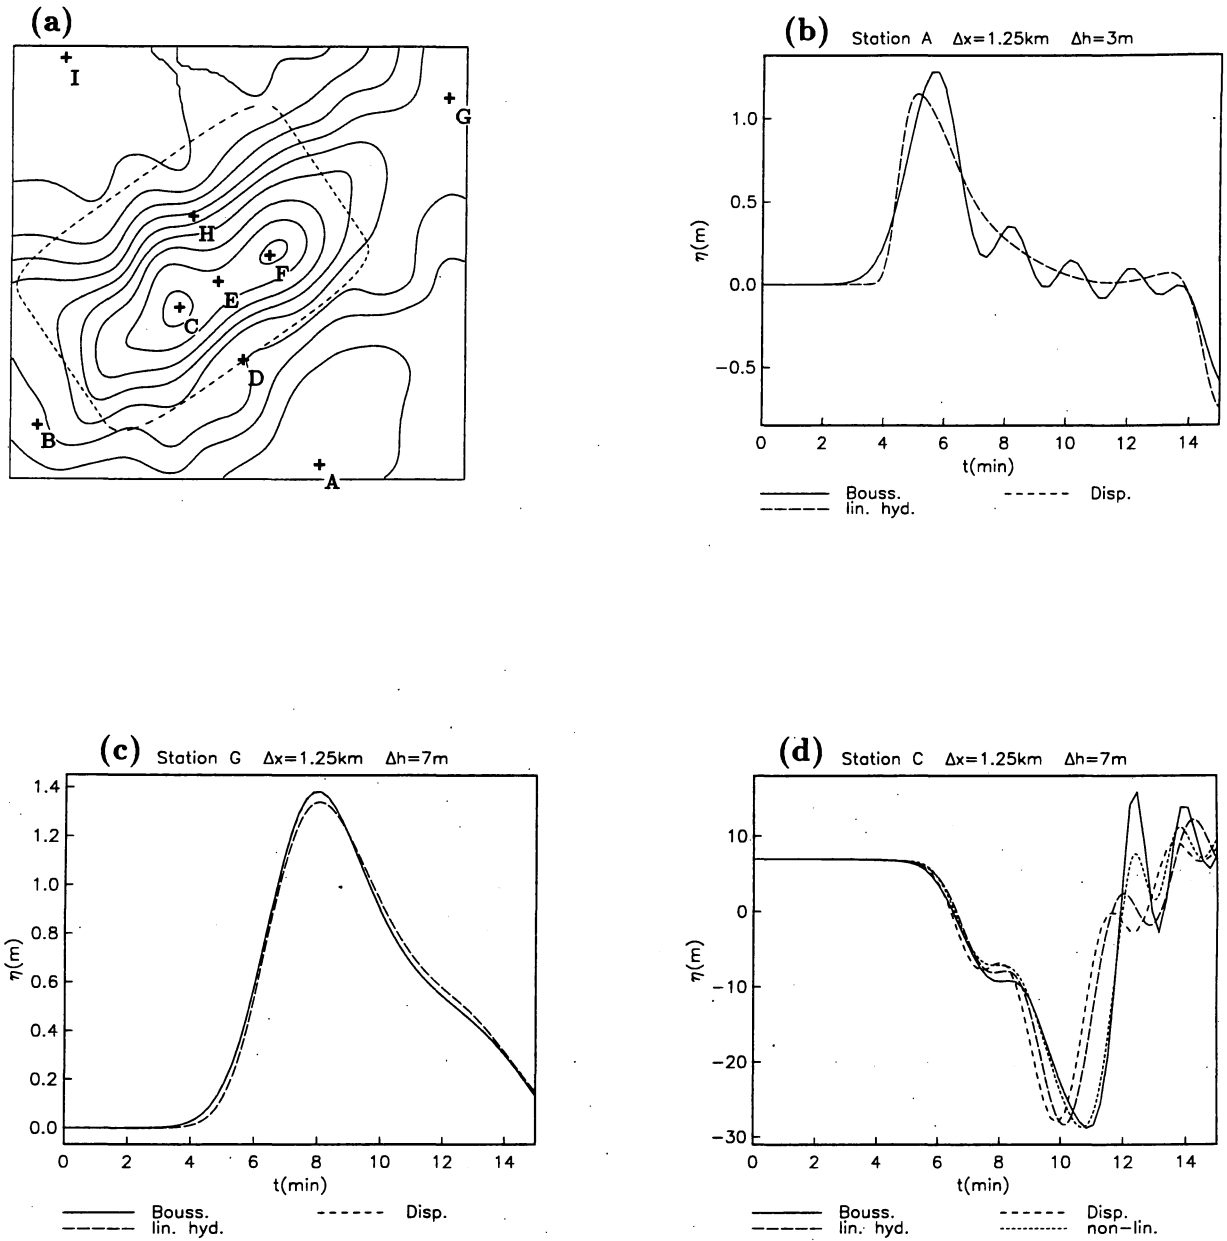 (a)
I
G
H
F
E
C
D
B
A
(b) Station A Δx=1.25km Δh=3m
η(m)
1.0
0.5
0.0
−0.5
0 2 4 6 8 10 12 14
t(min)
Bouss. Disp.
lin. hyd.
(c) Station G Δx=1.25km Δh=7m
η(m)
1.4
1.2
1.0
0.8
0.6
0.4
0.2
0.0
0 2 4 6 8 10 12 14
t(min)
Bouss. Disp.
lin. hyd.
(d) Station C Δx=1.25km Δh=7m
η(m)
10
0
−10
−20
−30
0 2 4 6 8 10 12 14
t(min)
Bouss. Disp.
lin. hyd. non−lin.